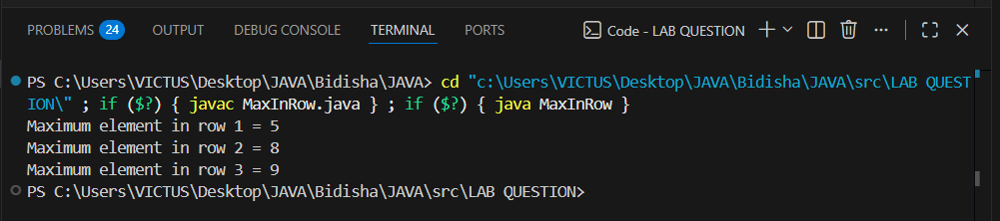 PROBLEMS 24 OUTPUT DEBUG CONSOLE TERMINAL PORTS Code - LAB QUESTION
PS C:\Users\VICTUS\Desktop\JAVA\Bidisha\JAVA> cd "c:\Users\VICTUS\Desktop\JAVA\Bidisha\JAVA\src\LAB QUEST
ION\" ; if ($?) { javac MaxInRow.java } ; if ($?) { java MaxInRow }
Maximum element in row 1 = 5
Maximum element in row 2 = 8
Maximum element in row 3 = 9
PS C:\Users\VICTUS\Desktop\JAVA\Bidisha\JAVA\src\LAB QUESTION>